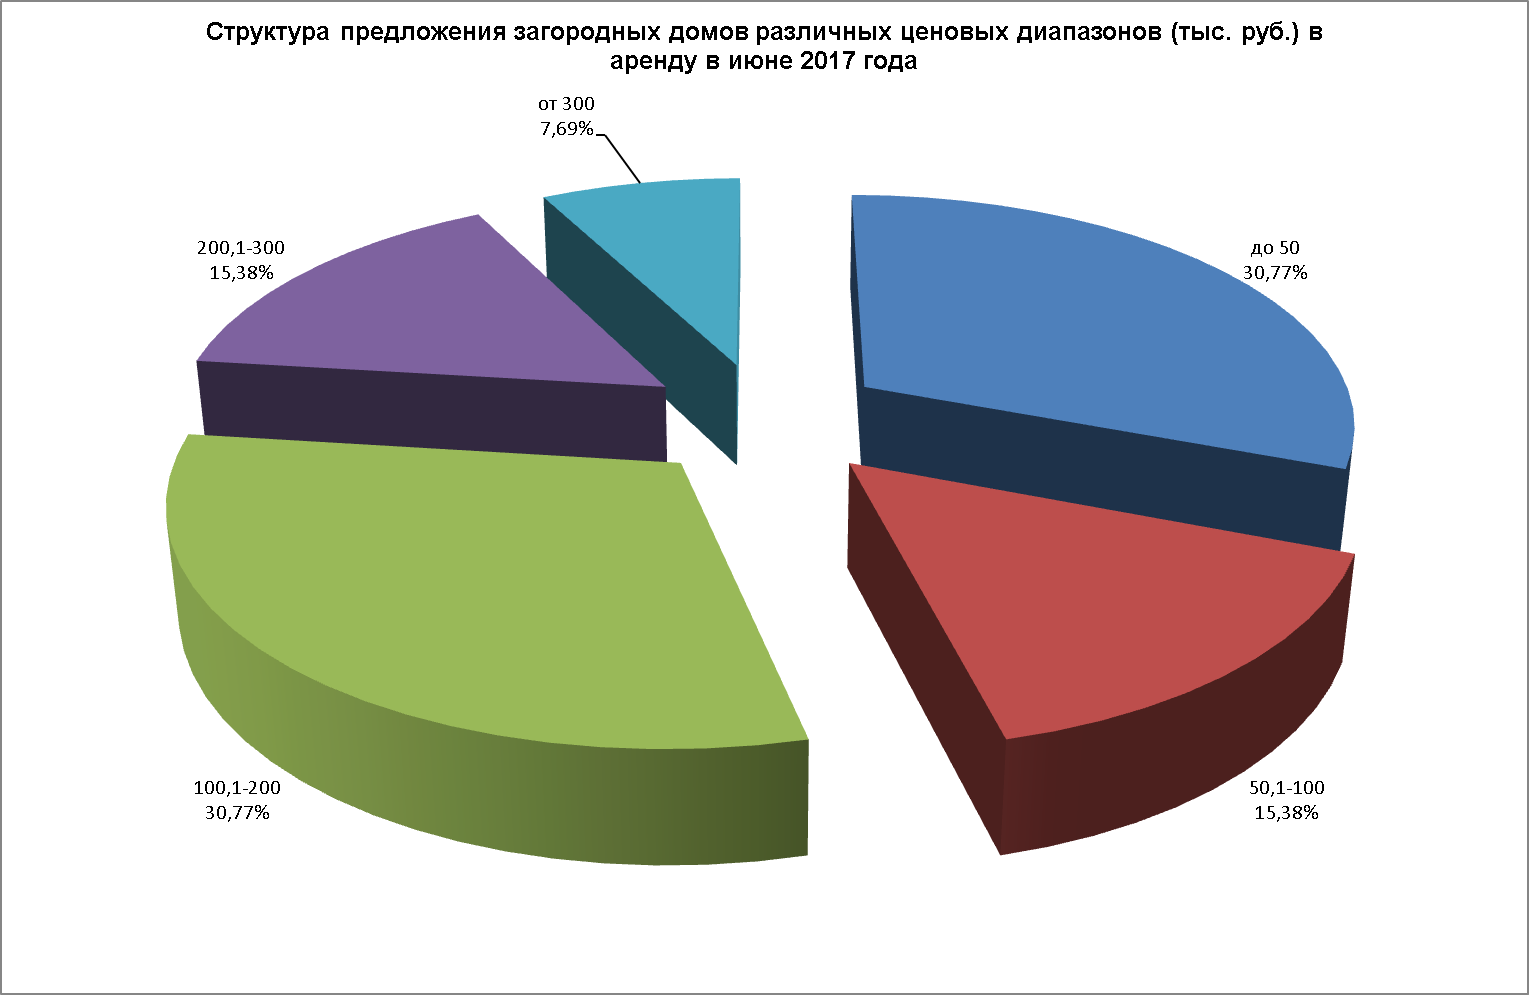 Структура предложения загородных домов различных ценовых диапазонов (тыс. руб.) в
аренду в июне 2017 года
от 300
7,69%
до 50
30,77%
200,1-300
15,38%
100,1-200
30,77%
50,1-100
15,38%